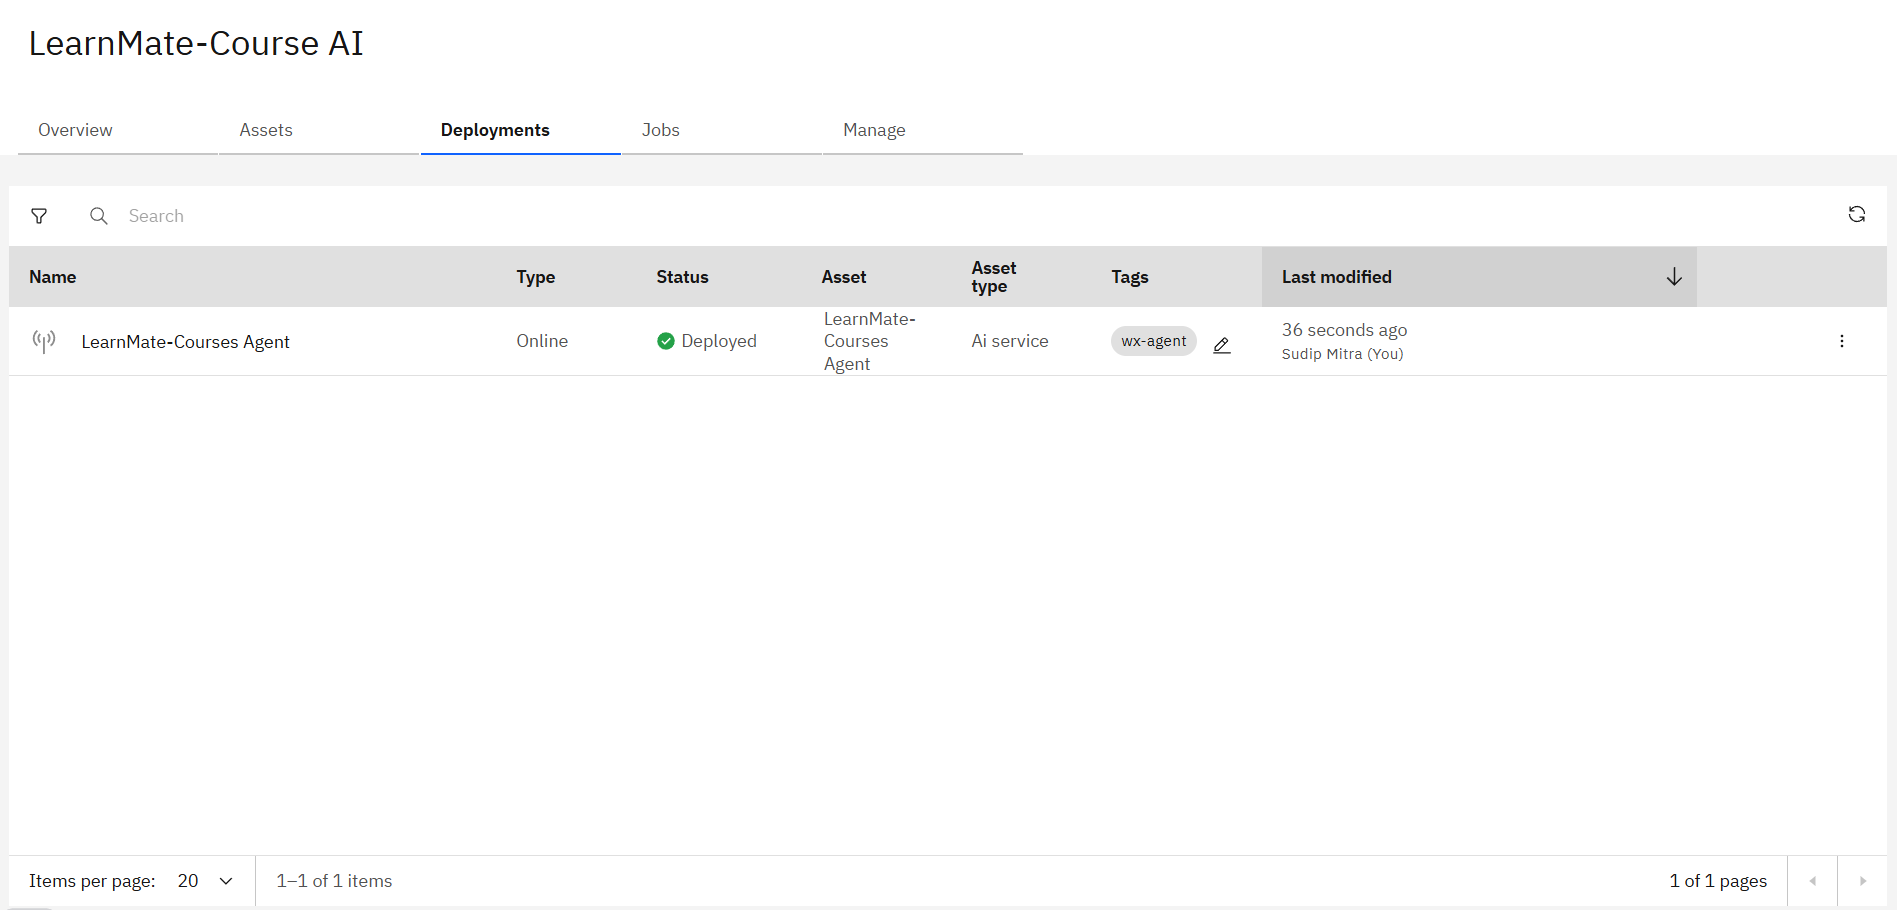 LearnMate-Course AI
Overview
Assets
Deployments
Jobs
Manage
Search
Name
Type
Status
Asset
Asset
type
Tags
Last modified
LearnMate-Courses Agent
Online
Deployed
LearnMate-
Courses
Agent
Ai service
wx-agent
36 seconds ago
Sudip Mitra (You)
Items per page:
20
1–1 of 1 items
1 of 1 pages